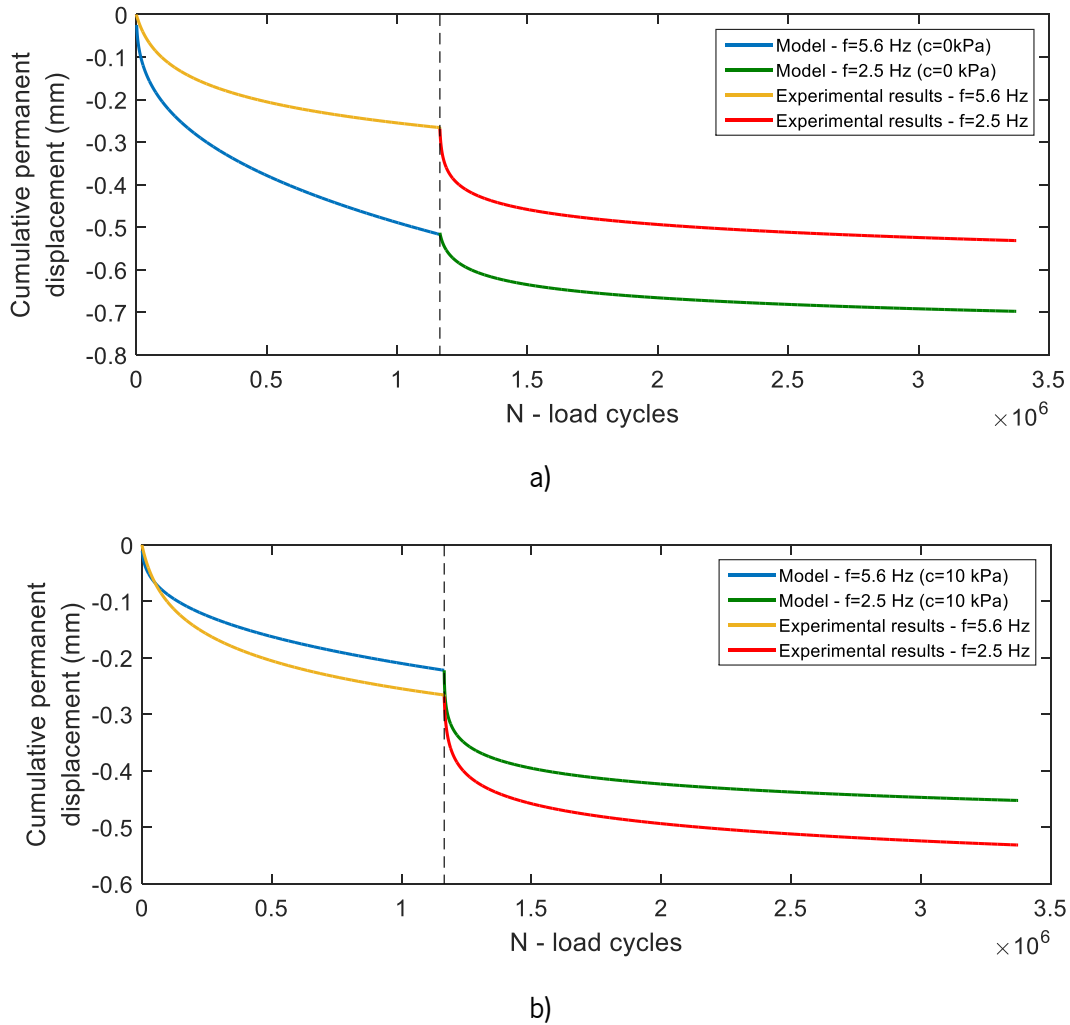 Cumulative permanent
displacement (mm)
0
-0.1
-0.2
-0.3
-0.4
-0.5
-0.6
-0.7
-0.8
Model - f=5.6 Hz (c=0kPa)
Model - f=2.5 Hz (c=0 kPa)
Experimental results - f=5.6 Hz
Experimental results - f=2.5 Hz
0 0.5 1 1.5 2 2.5 3 3.5
N - load cycles
×10^6
a)
Cumulative permanent
displacement (mm)
0
-0.1
-0.2
-0.3
-0.4
-0.5
-0.6
Model - f=5.6 Hz (c=10 kPa)
Model - f=2.5 Hz (c=10 kPa)
Experimental results - f=5.6 Hz
Experimental results - f=2.5 Hz
0 0.5 1 1.5 2 2.5 3 3.5
N - load cycles
×10^6
b)